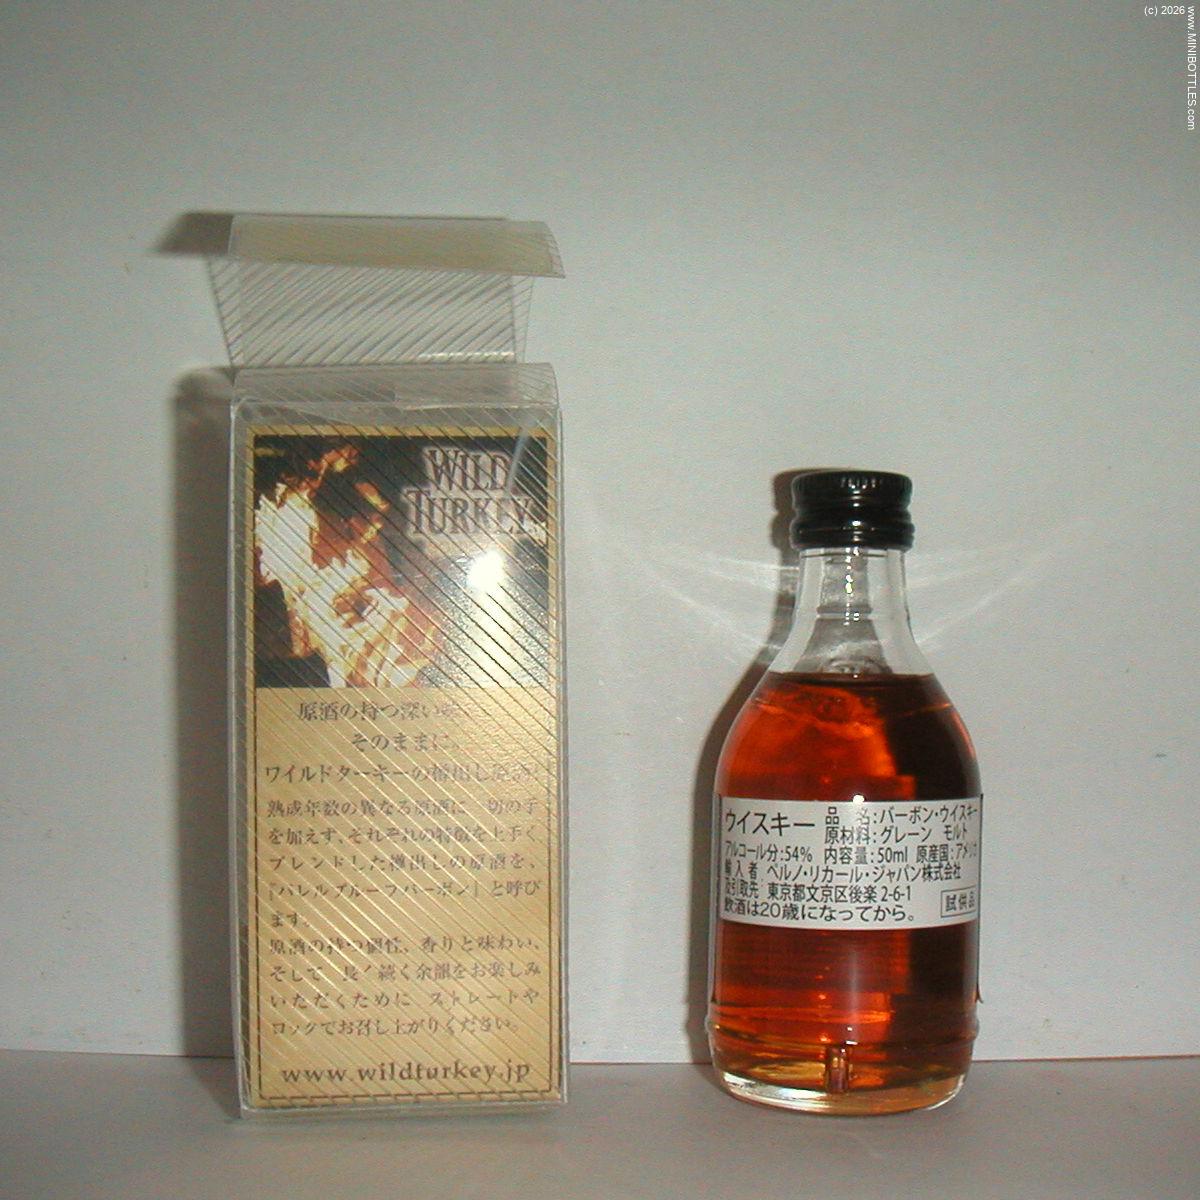 (c) 2026 www.MINIBOTTLES.com
WILD
TURKEY
原酒の持つ深い
そのままに。
ワイルドターキーの樽出し原酒
熟成年数の異なる原酒に一切の手
を加えず、それぞれの特徴を上手く
ブレンドした樽出しの原酒を、
「バレルプルーフバーボン」と呼び
ます。
原酒の持つ個性、香りと味わい、
そして 長く続く余韻をお楽しみ
いただくために ストレートや
ロックでお召し上がりください。
www.wildturkey.jp
ウイスキー 品 名:バーボン・ウイスキー
原材料:グレーン モルト
アルコール分:54% 内容量:50ml 原産国:アメリカ
輸入者 ペルノ・リカール・ジャパン株式会社
及引取先:東京都文京区後楽 2-6-1
飲酒は20歳になってから。 試供品